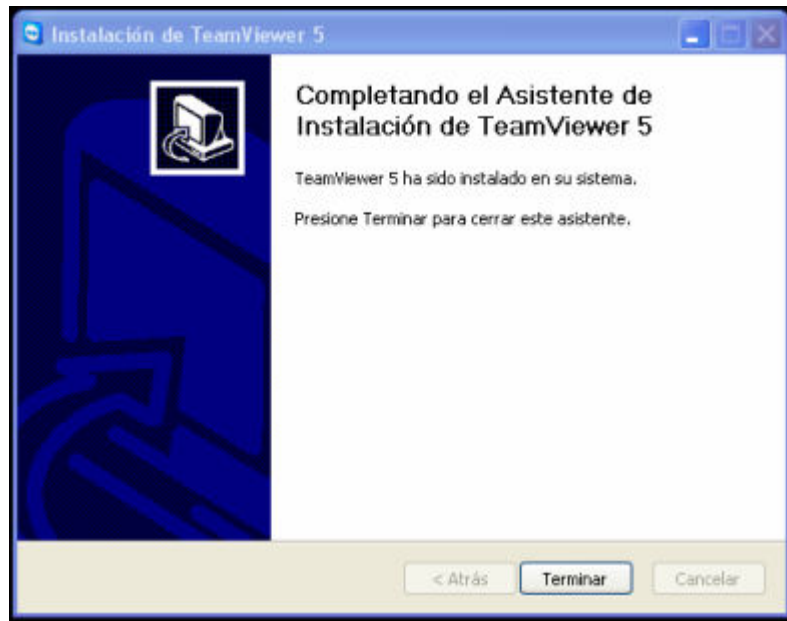 Instalación de TeamViewer 5
Completando el Asistente de
Instalación de TeamViewer 5
TeamViewer 5 ha sido instalado en su sistema.
Presione Terminar para cerrar este asistente.
< Atrás
Terminar
Cancelar